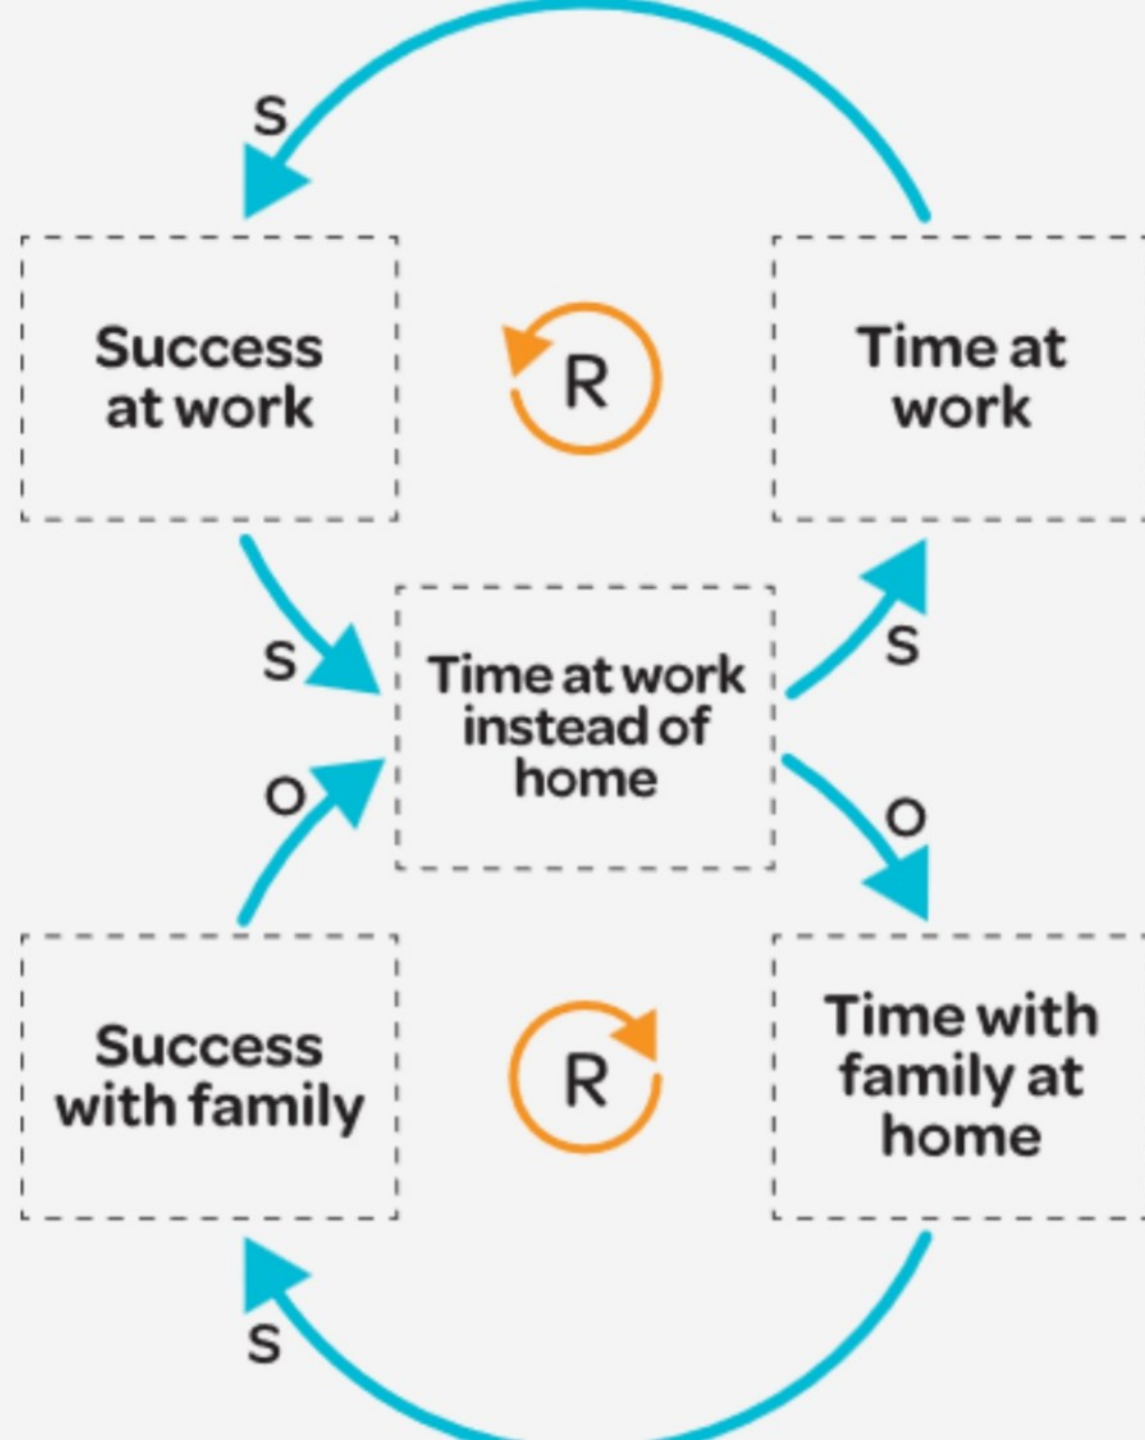 S
Success
at work
R
Time at
work
S
Time at work
instead of
home
S
O
O
Success
with family
R
Time with
family at
home
S